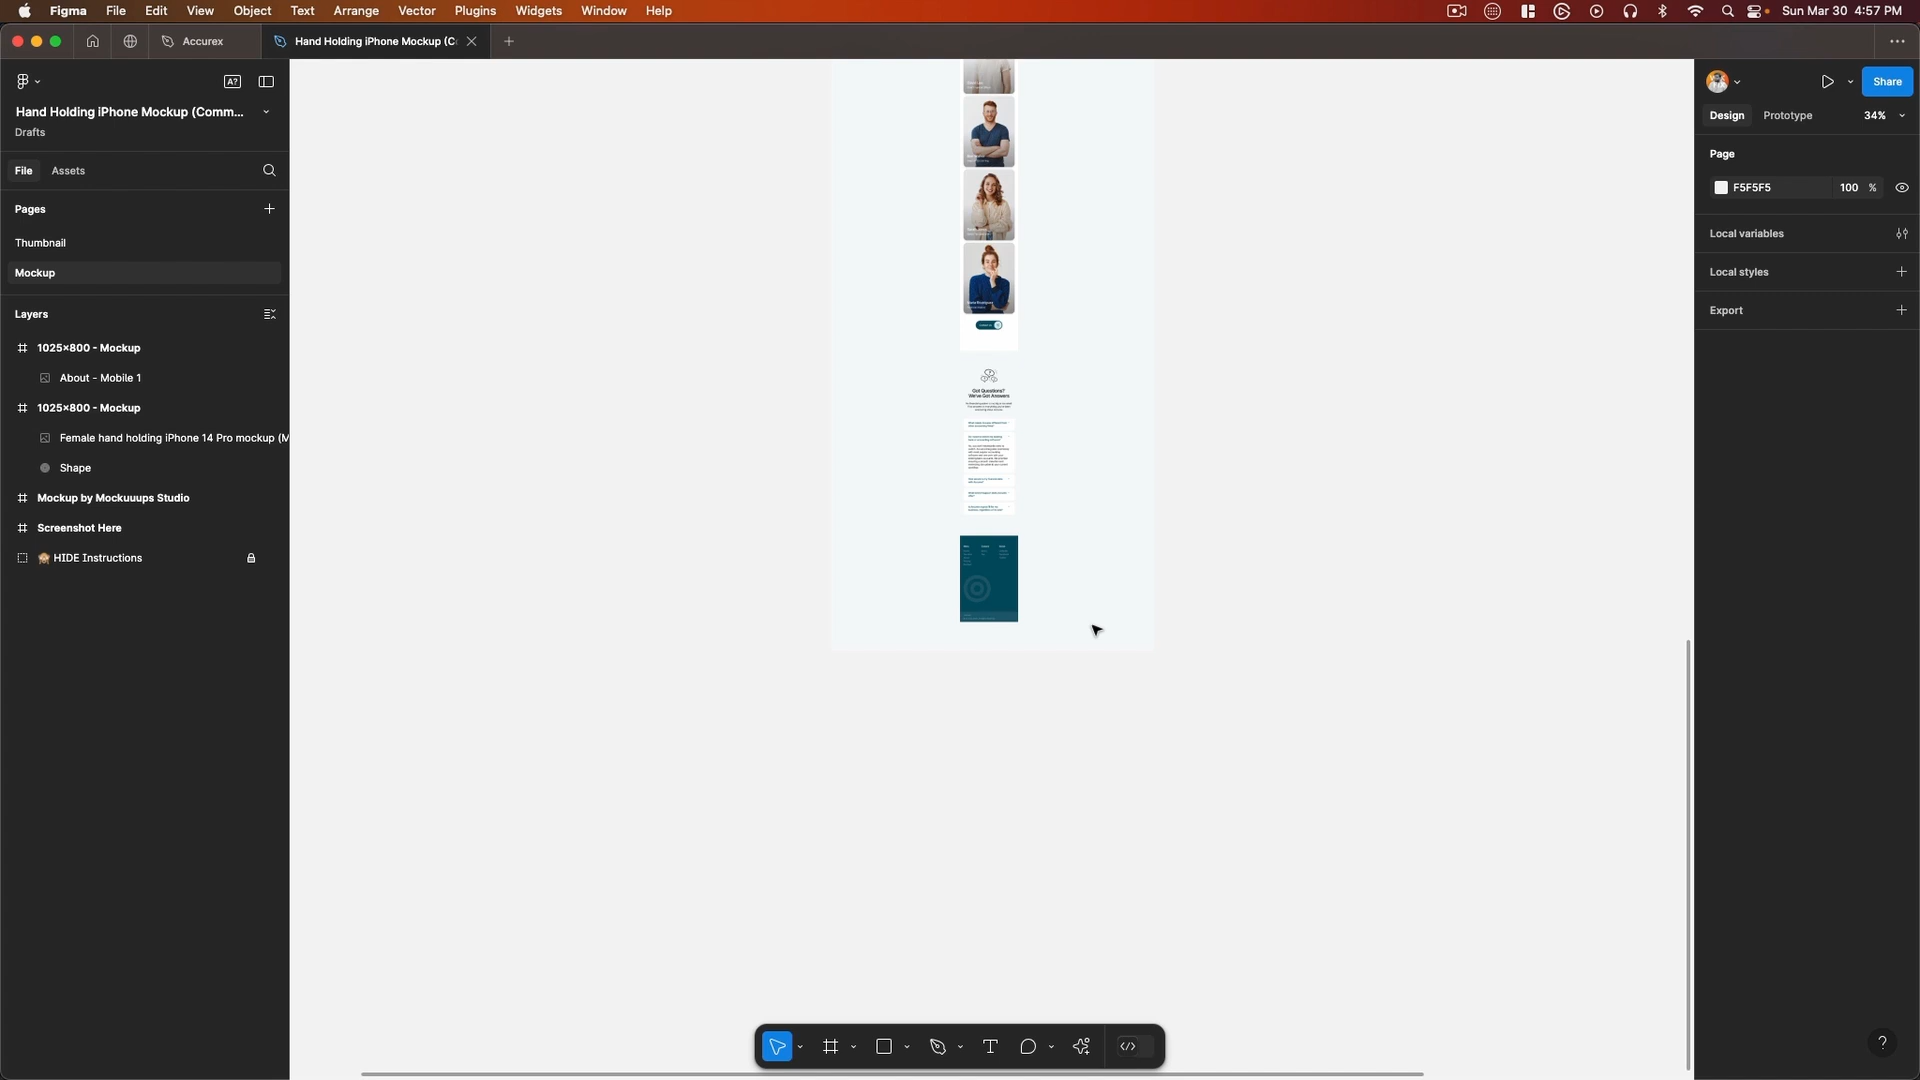 Figma File Edit View Object Text Arrange Vector Plugins Widgets Window Help
Sun Mar 30 4:57 PM
Accurex
Hand Holding iPhone Mockup (C
A?
Hand Holding iPhone Mockup (Comm...
Drafts
File Assets
Pages
Thumbnail
Mockup
Layers
1025×800 - Mockup
About - Mobile 1
1025×800 - Mockup
Female hand holding iPhone 14 Pro mockup (M
Shape
Mockup by Mockuuups Studio
Screenshot Here
HIDE Instructions
Got Questions?
We've Got Answers
Share
Design Prototype 34%
Page
F5F5F5 100 %
Local variables
Local styles
Export
T
?